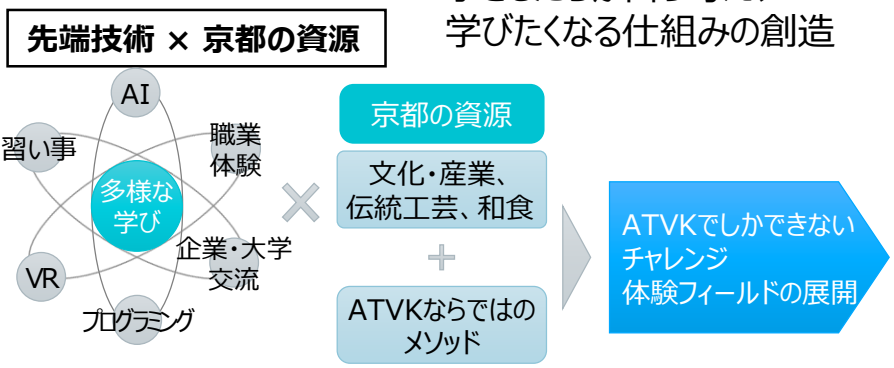 先端技術 × 京都の資源
学びたくなる仕組みの創造
AI
習い事
職業
体験
多様な
学び
VR
企業・大学
交流
プログラミング
京都の資源
文化・産業、
伝統工芸、和食
ATVKならではの
メソッド
ATVKでしかできない
チャレンジ
体験フィールドの展開